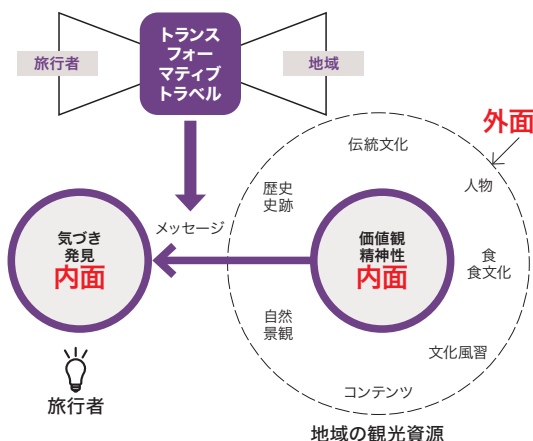 トランス
フォー
マティブ
トラベル
旅行者
地域
外面
伝統文化
人物
歴史
史跡
メッセージ
気づき
発見
内面
価値観
精神性
内面
食
食文化
自然
景観
文化風習
コンテンツ
旅行者
地域の観光資源